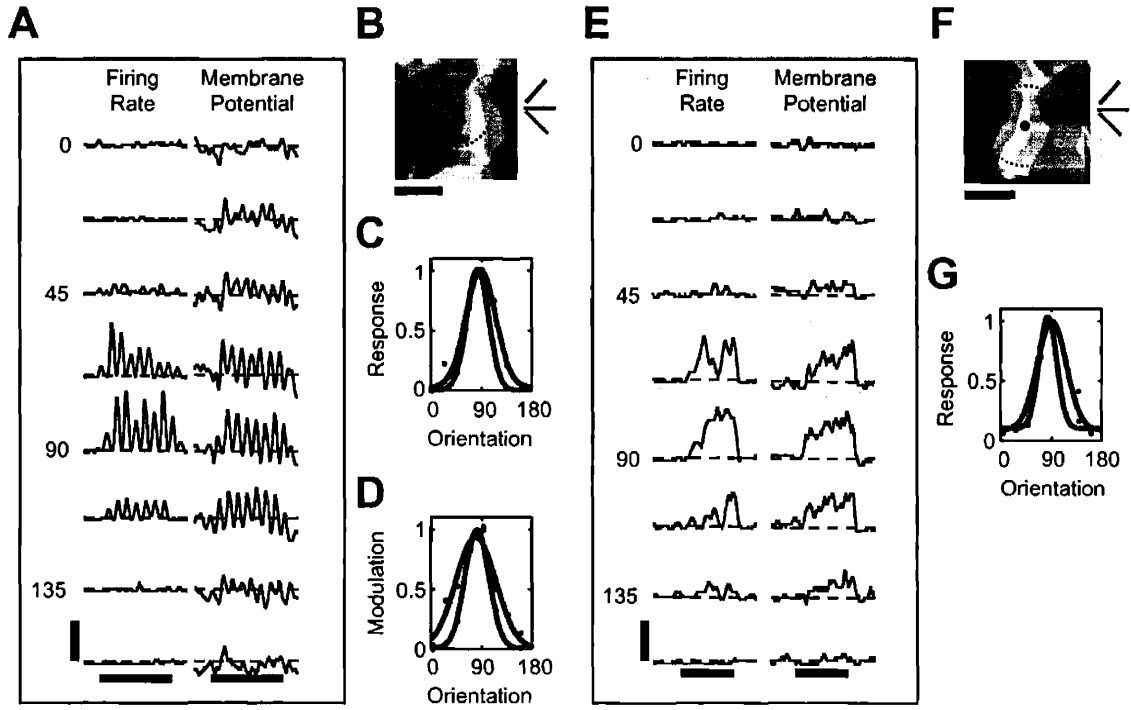 A
Firing
Rate
Membrane
Potential
0
45
90
135
B
C
Response
1
0.5
0
0 90 180
Orientation
D
Modulation
1
0.5
0
0 90 180
Orientation
E
Firing
Rate
Membrane
Potential
0
45
90
135
F
G
Response
1
0.5
0
0 90 180
Orientation